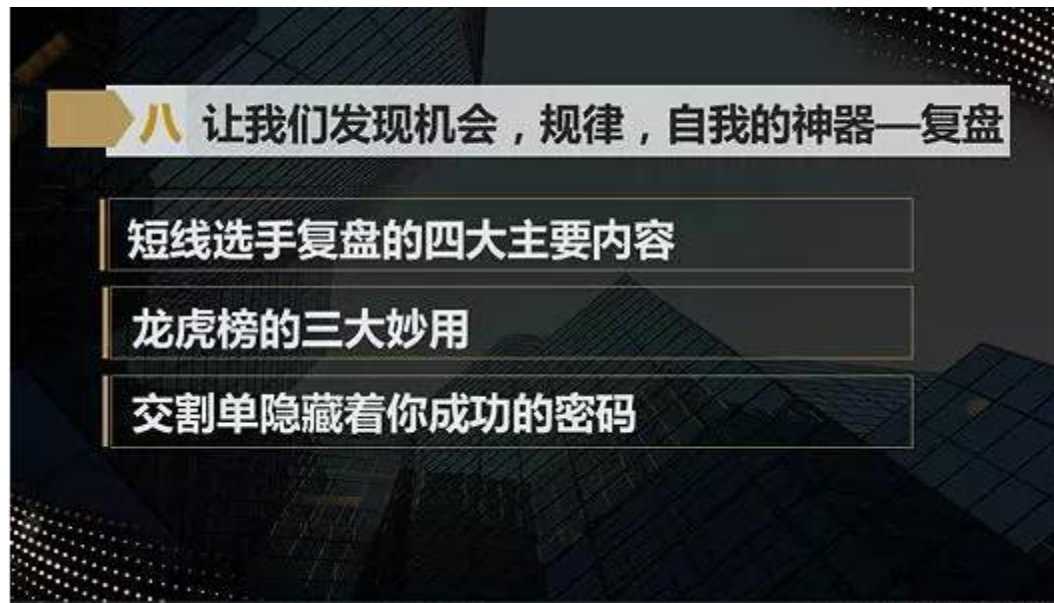 八 让我们发现机会，规律，自我的神器—复盘
短线选手复盘的四大主要内容
龙虎榜的三大妙用
交割单隐藏着你成功的密码